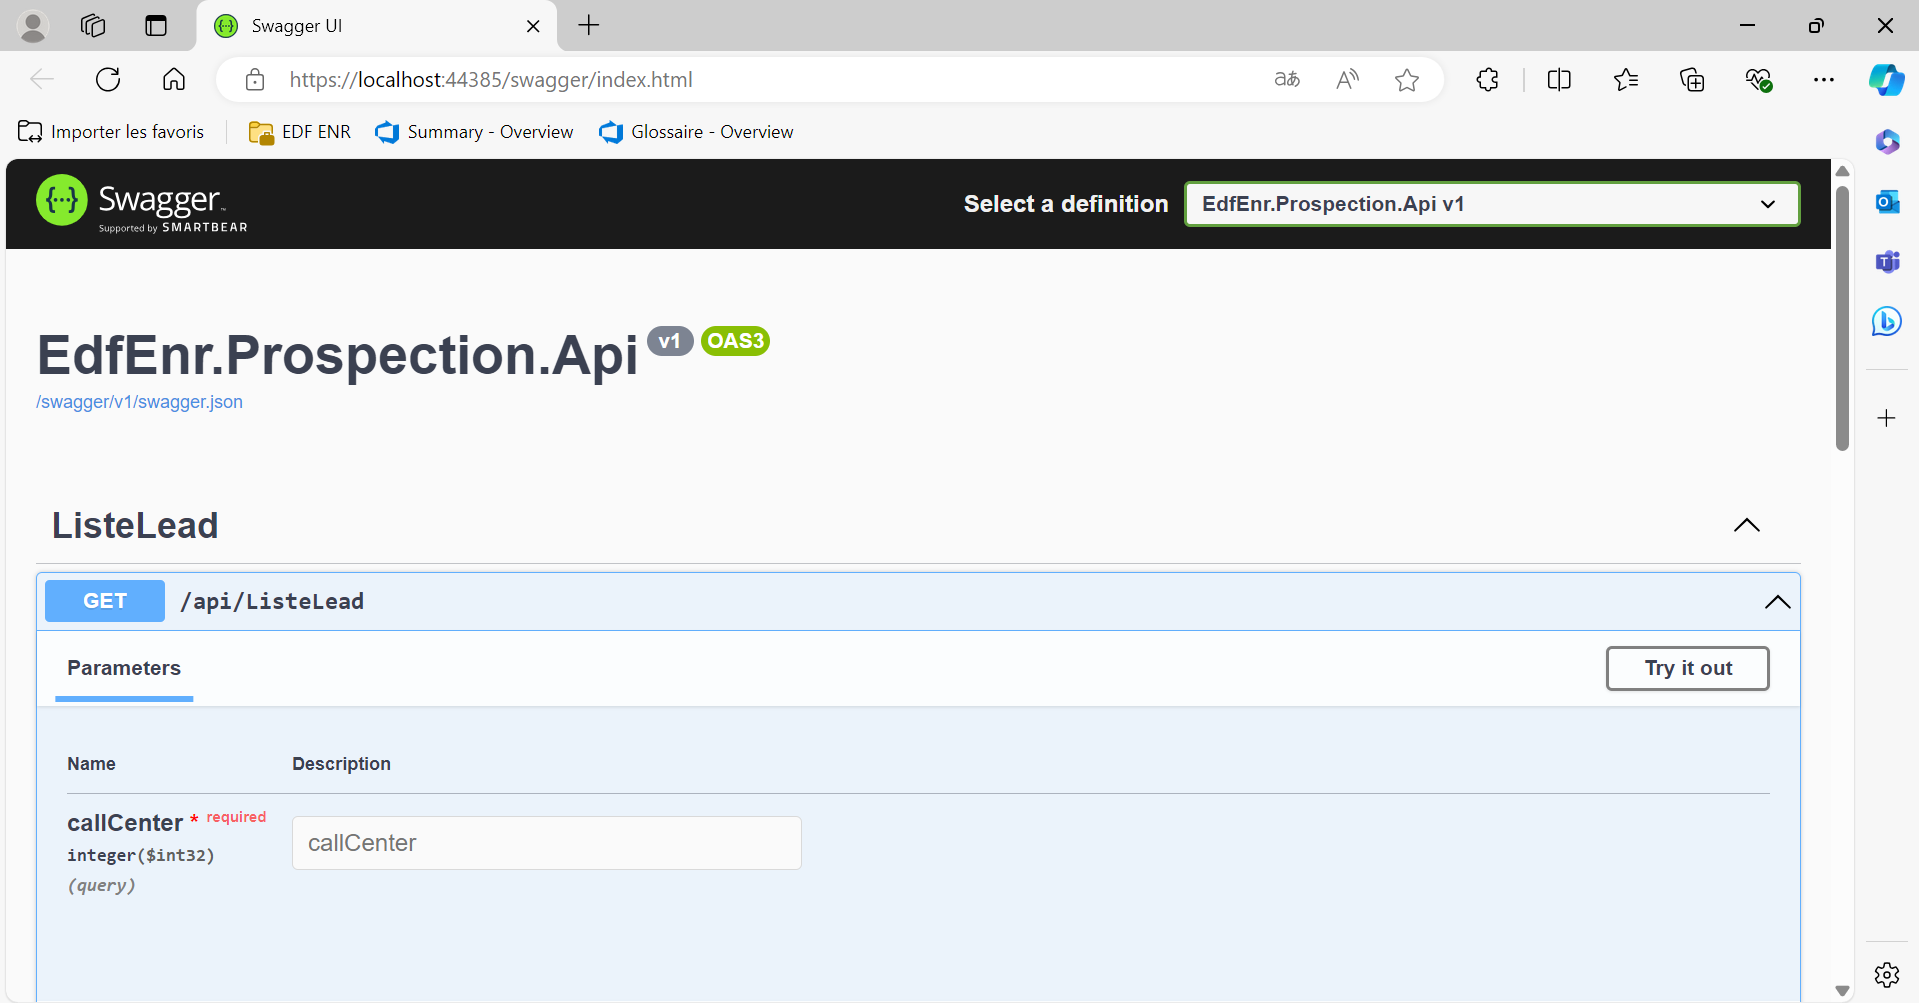 Swagger UI
https://localhost:44385/swagger/index.html
Importer les favoris
EDF ENR
Summary - Overview
Glossaire - Overview
Swagger
Supported by SMARTBEAR
Select a definition
EdfEnr.Prospection.Api v1
EdfEnr.Prospection.Api v1 OAS3
/swagger/v1/swagger.json
ListeLead
GET /api/ListeLead
Parameters
Try it out
Name Description
callCenter * required
callCenter
integer($int32)
(query)